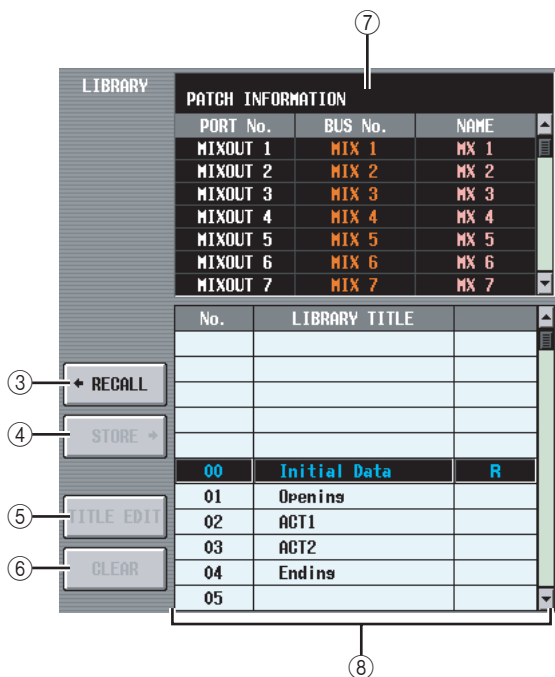 ⑦
LIBRARY
PATCH INFORMATION
PORT No. BUS No. NAME
MIXOUT 1 MIX 1 MX 1
MIXOUT 2 MIX 2 MX 2
MIXOUT 3 MIX 3 MX 3
MIXOUT 4 MIX 4 MX 4
MIXOUT 5 MIX 5 MX 5
MIXOUT 6 MIX 6 MX 6
MIXOUT 7 MIX 7 MX 7
No. LIBRARY TITLE
③ RECALL
④ STORE
00 Initial Data R
01 Opening
⑤ TITLE EDIT
02 ACT1
03 ACT2
⑥ CLEAR
04 Ending
05
⑧